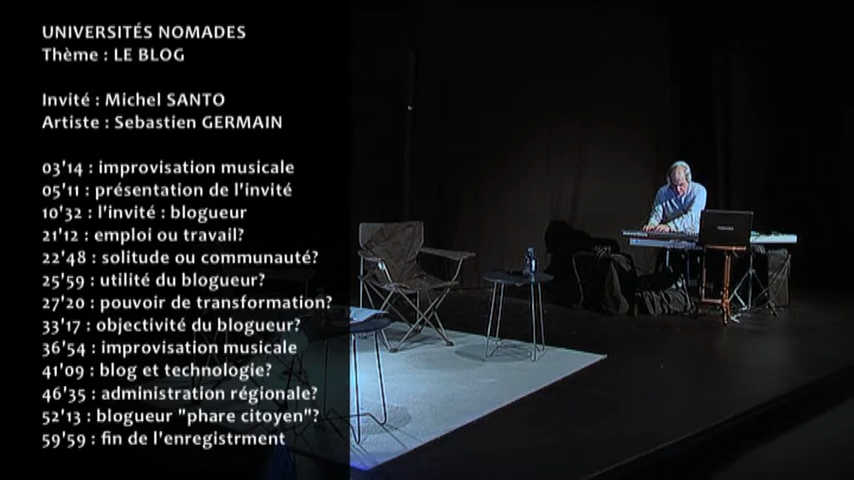 UNIVERSITÉS NOMADES
Thème : LE BLOG
Invité : Michel SANTO
Artiste : Sebastien GERMAIN
03'14 : improvisation musicale
05'11 : présentation de l'invité
10'32 : l'invité : blogueur
21'12 : emploi ou travail?
22'48 : solitude ou communauté?
25'59 : utilité du blogueur?
27'20 : pouvoir de transformation?
33'17 : objectivité du blogueur?
36'54 : improvisation musicale
41'09 : blog et technologie?
46'35 : administration régionale?
52'13 : blogueur "phare citoyen"?
59'59 : fin de l'enregistrment